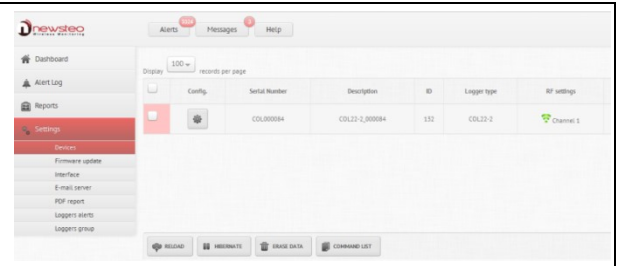 newsteo
Wireless Monitoring
Alerts
Messages
Help
Dashboard
Alert Log
Reports
Settings
Devices
Firmware update
Interface
E-mail server
PDF report
Loggers alerts
Loggers group
Display 100 records per page
Config. Serial Number Description ID Logger type RF settings
COL000084 COL22-2_000084 132 COL22-2 Channel 1
RELOAD HIBERNATE ERASE DATA COMMAND LIST